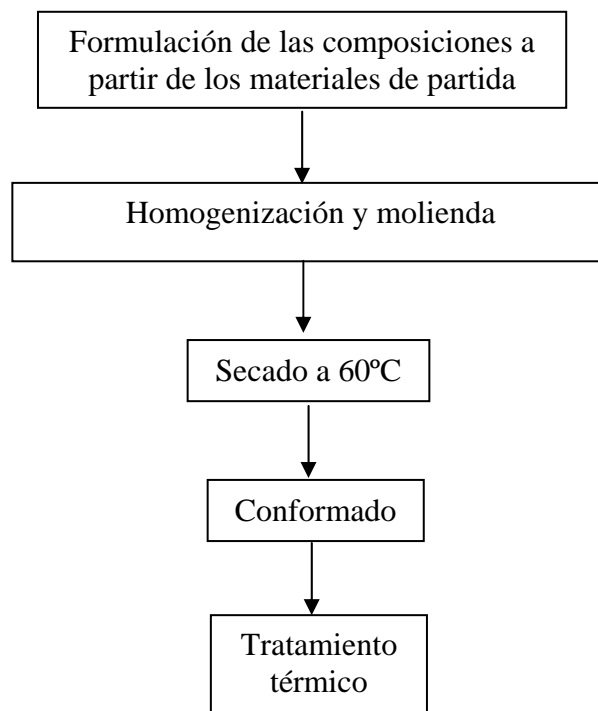 Formulación de las composiciones a
partir de los materiales de partida
Homogenización y molienda
Secado a 60ºC
Conformado
Tratamiento
térmico